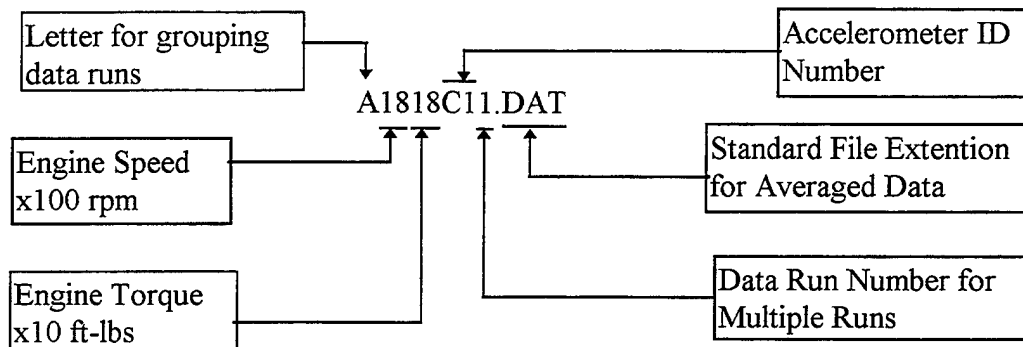 Letter for grouping
data runs
Accelerometer ID
Number
A1818C11.DAT
Engine Speed
x100 rpm
Standard File Extention
for Averaged Data
Engine Torque
x10 ft-lbs
Data Run Number for
Multiple Runs